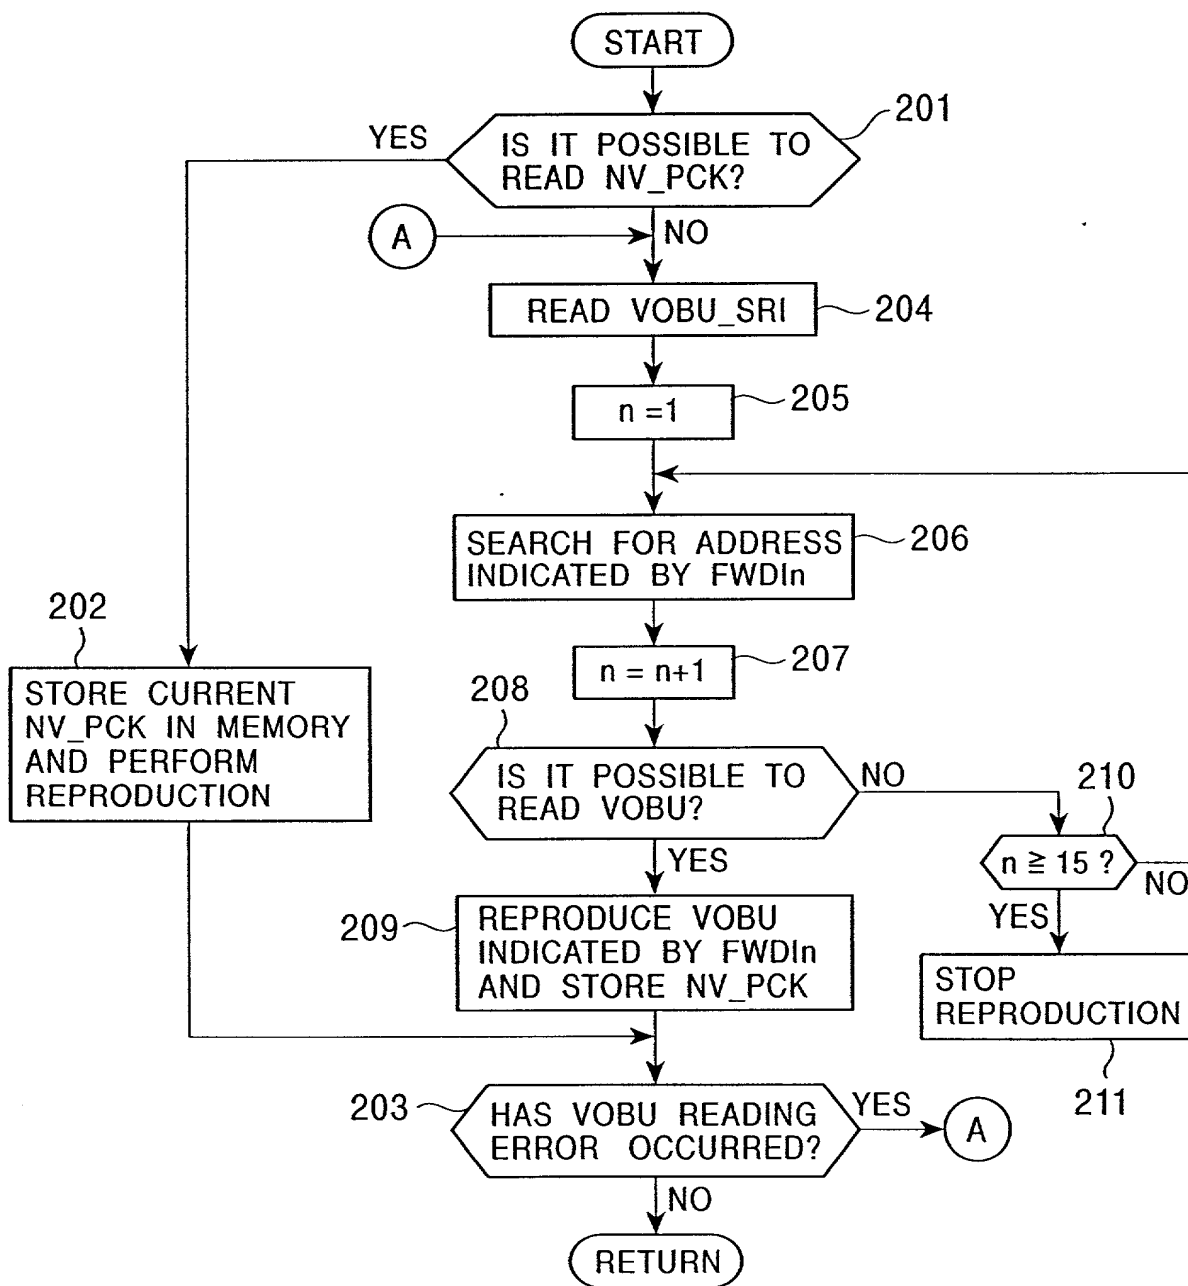 START
201
YES
IS IT POSSIBLE TO
READ NV_PCK?
A
NO
READ VOBU_SRI
204
n =1
205
SEARCH FOR ADDRESS
INDICATED BY FWDIn
206
202
n = n+1
207
STORE CURRENT
NV_PCK IN MEMORY
AND PERFORM
REPRODUCTION
208
IS IT POSSIBLE TO
READ VOBU?
NO
210
n ≧ 15 ?
NO
YES
YES
209
REPRODUCE VOBU
INDICATED BY FWDIn
AND STORE NV_PCK
STOP
REPRODUCTION
211
203
HAS VOBU READING
ERROR OCCURRED?
YES
A
NO
RETURN